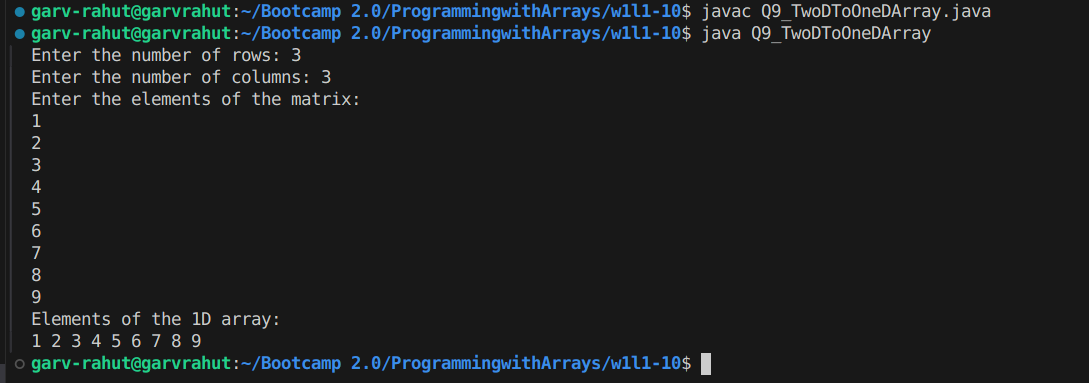 garv-rahut@garvrahut:~/Bootcamp 2.0/ProgrammingwithArrays/w1l1-10$ javac Q9_TwoDToOneDArray.java
garv-rahut@garvrahut:~/Bootcamp 2.0/ProgrammingwithArrays/w1l1-10$ java Q9_TwoDToOneDArray
Enter the number of rows: 3
Enter the number of columns: 3
Enter the elements of the matrix:
1
2
3
4
5
6
7
8
9
Elements of the 1D array:
1 2 3 4 5 6 7 8 9
garv-rahut@garvrahut:~/Bootcamp 2.0/ProgrammingwithArrays/w1l1-10$